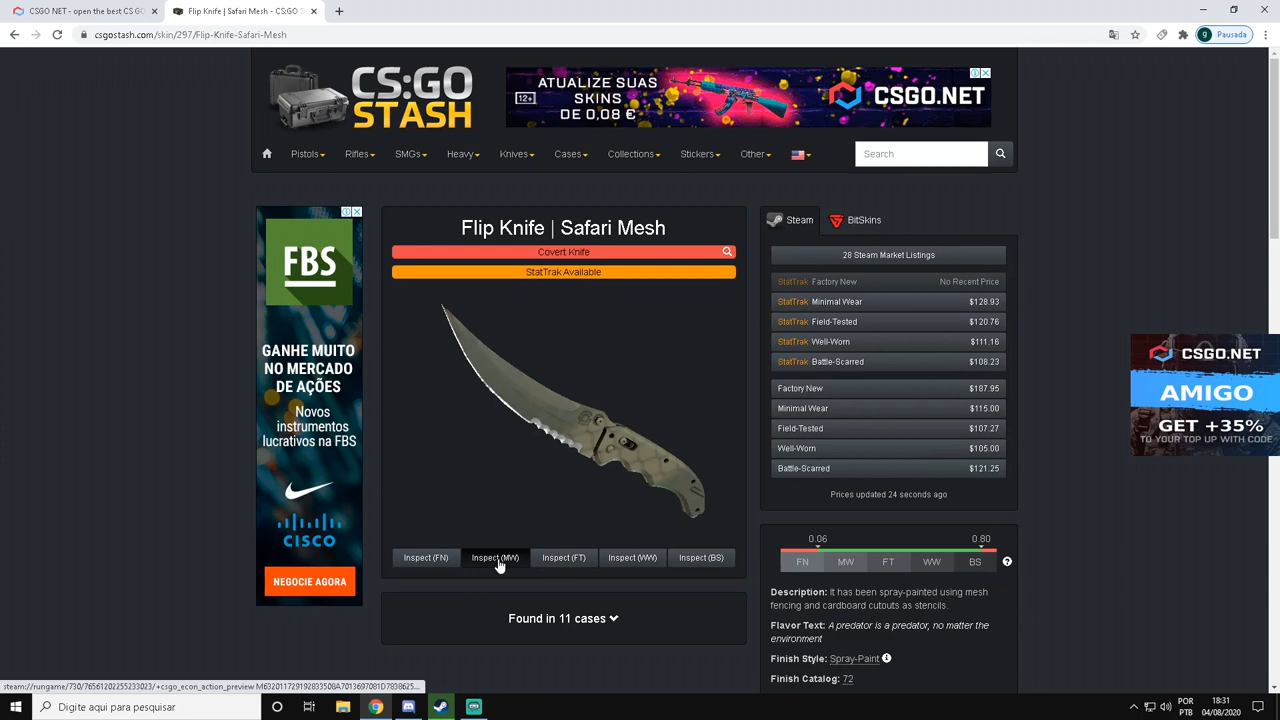 CSGO NET - open the best CS GO
Flip Knife | Safari Mesh - CS:GO S
csgostash.com/skin/297/Flip-Knife-Safari-Mesh
g Pausada
CS:GO
STASH
ATUALIZE SUAS
SKINS
DE 0,08 €
12+
CSGO.NET
Pistols
Rifles
SMGs
Heavy
Knives
Cases
Collections
Stickers
Other
Search
FBS
GANHE MUITO
NO MERCADO
DE AÇÕES
Novos
instrumentos
lucrativos na FBS
CISCO
NEGOCIE AGORA
Flip Knife | Safari Mesh
Covert Knife
StatTrak Available
Inspect (FN)
Inspect (MW)
Inspect (FT)
Inspect (WW)
Inspect (BS)
Found in 11 cases
Steam
BitSkins
28 Steam Market Listings
StatTrak Factory New No Recent Price
StatTrak Minimal Wear $128.93
StatTrak Field-Tested $120.76
StatTrak Well-Worn $111.16
StatTrak Battle-Scarred $108.23
Factory New $187.95
Minimal Wear $115.00
Field-Tested $107.27
Well-Worn $105.00
Battle-Scarred $121.25
Prices updated 24 seconds ago
0.06 0.80
FN MW FT WW BS
Description: It has been spray-painted using mesh
fencing and cardboard cutouts as stencils.
Flavor Text: A predator is a predator, no matter the
environment
Finish Style: Spray-Paint
Finish Catalog: 72
CSGO.NET
AMIGO
GET +35%
TO YOUR TOP UP WITH CODE
steam://rungame/730/76561202255233023/+csgo_econ_action_preview M632011729192833508A7013697081D7838625...
Digite aqui para pesquisar
POR
PTB
18:31
04/08/2020